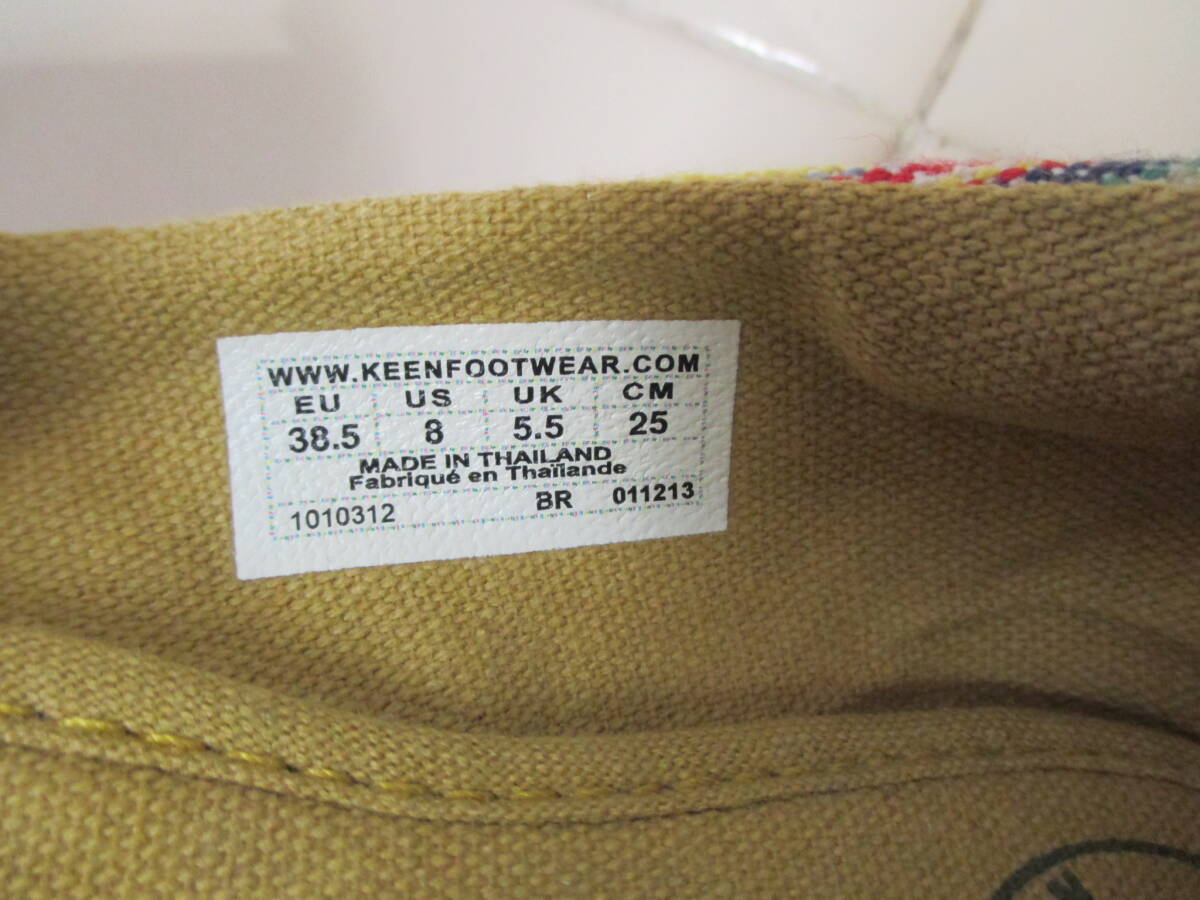 WWW.KEENFOOTWEAR.COM
EU US UK CM
38.5 8 5.5 25
MADE IN THAILAND
Fabriqué en Thaïlande
1010312 BR 011213